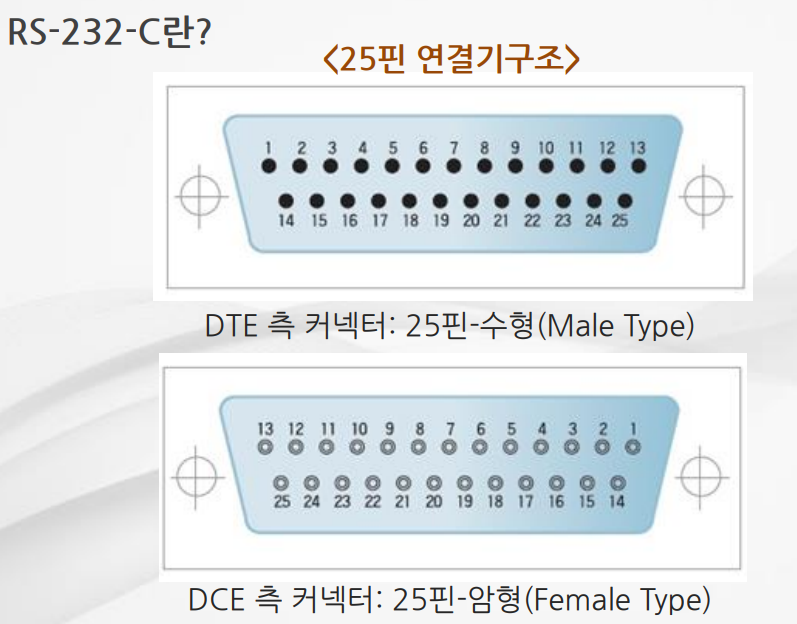 RS-232-C란?
<25핀 연결기구조>
1 2 3 4 5 6 7 8 9 10 11 12 13
14 15 16 17 18 19 20 21 22 23 24 25
DTE 측 커넥터: 25핀-수형(Male Type)
13 12 11 10 9 8 7 6 5 4 3 2 1
25 24 23 22 21 20 19 18 17 16 15 14
DCE 측 커넥터: 25핀-암형(Female Type)